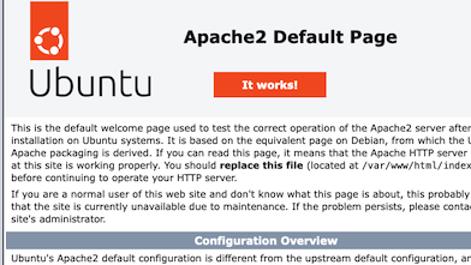 Apache2 Default Page
Ubuntu
It works!
This is the default welcome page used to test the correct operation of the Apache2 server after
installation on Ubuntu systems. It is based on the equivalent page on Debian, from which the U
Apache packaging is derived. If you can read this page, it means that the Apache HTTP server
at this site is working properly. You should replace this file (located at /var/www/html/index
before continuing to operate your HTTP server.
If you are a normal user of this web site and don't know what this page is about, this probably
that the site is currently unavailable due to maintenance. If the problem persists, please conta
site's administrator.
Configuration Overview
Ubuntu's Apache2 default configuration is different from the upstream default configuration, an